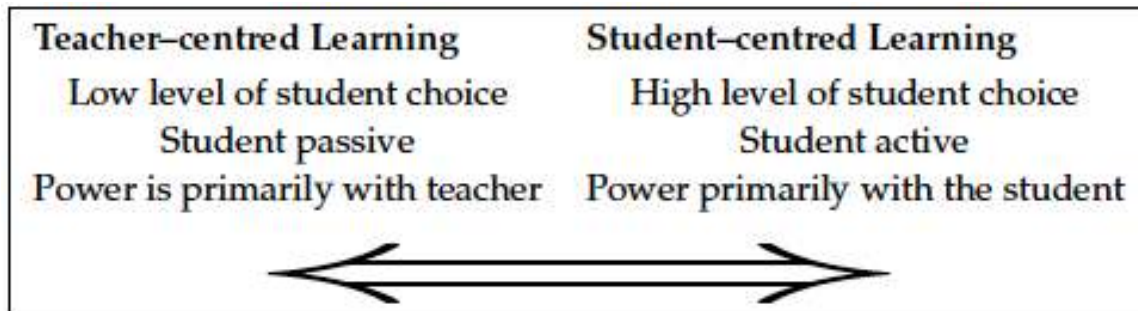 Teacher–centred Learning Student–centred Learning
Low level of student choice High level of student choice
Student passive Student active
Power is primarily with teacher Power primarily with the student